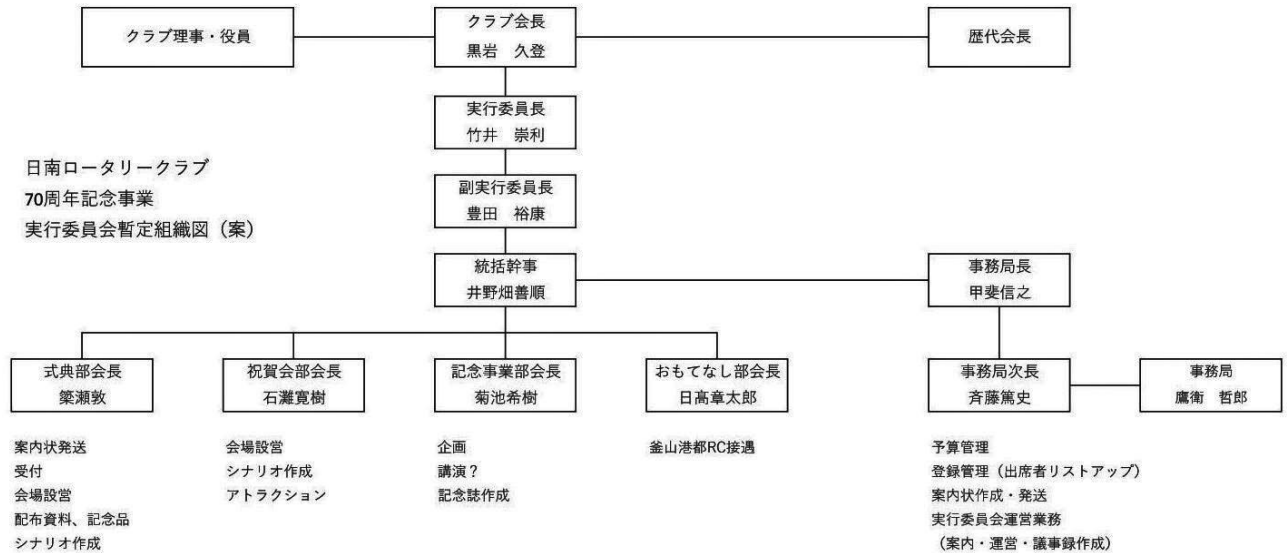 クラブ理事・役員
クラブ会長
黒岩　久登
歴代会長
実行委員長
竹井　崇利
日南ロータリークラブ
70周年記念事業
実行委員会暫定組織図（案）
副実行委員長
豊田　裕康
統括幹事
井野畑善順
事務局長
甲斐信之
式典部会長
簗瀬敦
祝賀会部会長
石灘寛樹
記念事業部会長
菊池希樹
おもてなし部会長
日髙章太郎
事務局次長
斉藤篤史
事務局
鷹衛　哲郎
案内状発送
受付
会場設営
配布資料、記念品
シナリオ作成
会場設営
シナリオ作成
アトラクション
企画
講演？
記念誌作成
釜山港都RC接遇
予算管理
登録管理（出席者リストアップ）
案内状作成・発送
実行委員会運営業務
（案内・運営・議事録作成）